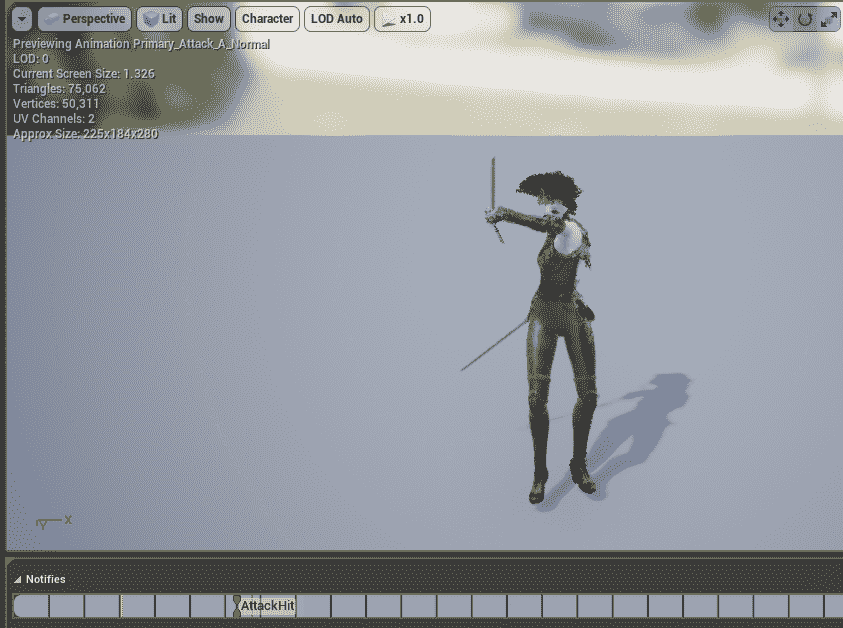 Perspective Lit Show Character LOD Auto x1.0
Previewing Animation Primary_Attack_A_Normal
LOD: 0
Current Screen Size: 1.326
Triangles: 75,062
Vertices: 50,311
UV Channels: 2
Approx Size: 225x184x280
Y X
Notifies
AttackHit